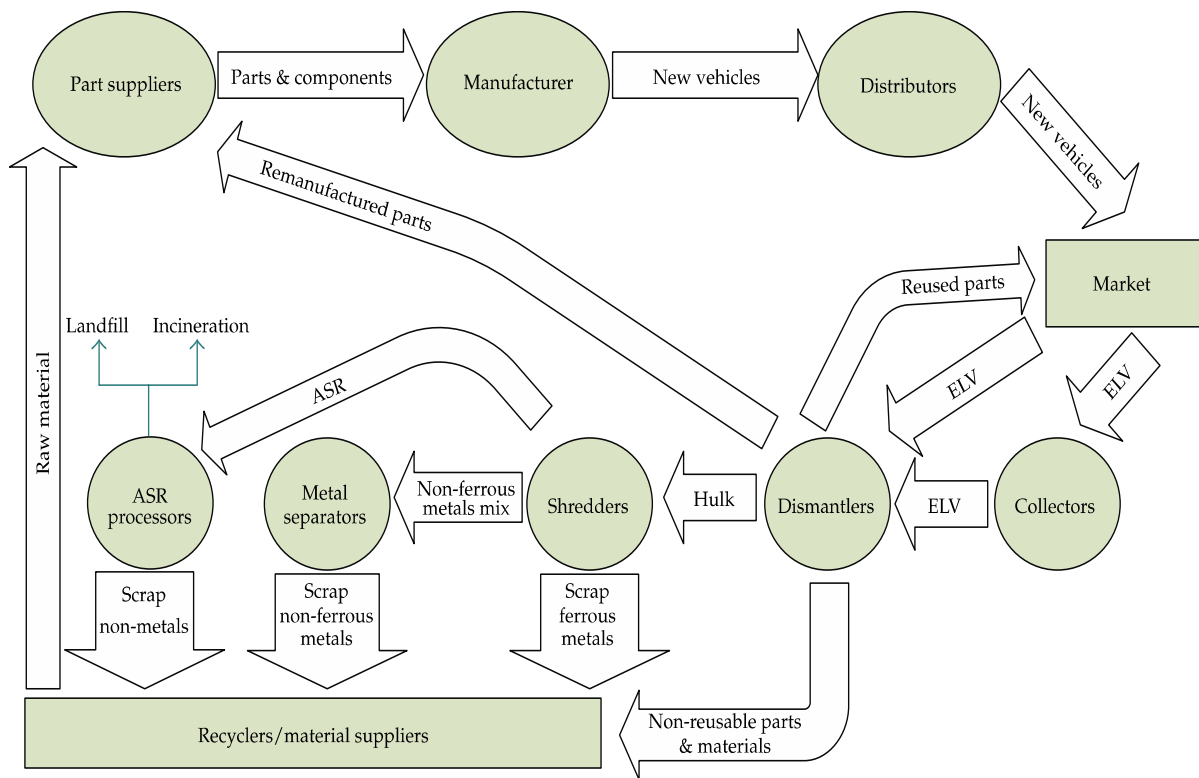 Part suppliers
Parts & components
Manufacturer
New vehicles
Distributors
New vehicles
Remanufactured parts
Reused parts
Market
Landfill
Incineration
ASR
ELV
ELV
Raw material
ASR
processors
Metal
separators
Non-ferrous
metals mix
Shredders
Hulk
Dismantlers
ELV
Collectors
Scrap
non-metals
Scrap
non-ferrous
metals
Scrap
ferrous
metals
Recyclers/material suppliers
Non-reusable parts
& materials